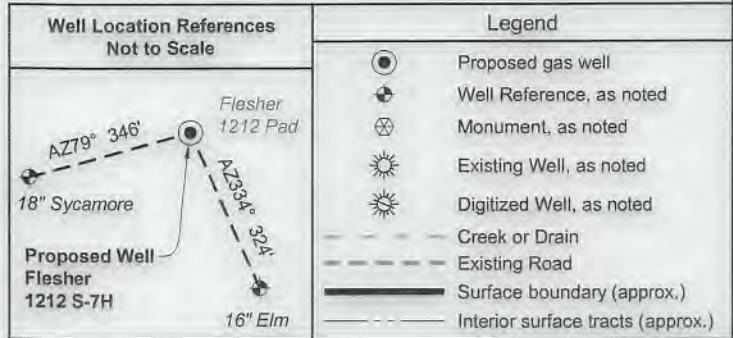 Well Location References
Not to Scale
Flesher
1212 Pad
AZ79° 346'
18" Sycamore
AZ334° 324'
Proposed Well
Flesher
1212 S-7H
16" Elm
Legend
Proposed gas well
Well Reference, as noted
Monument, as noted
Existing Well, as noted
Digitized Well, as noted
Creek or Drain
Existing Road
Surface boundary (approx.)
Interior surface tracts (approx.)